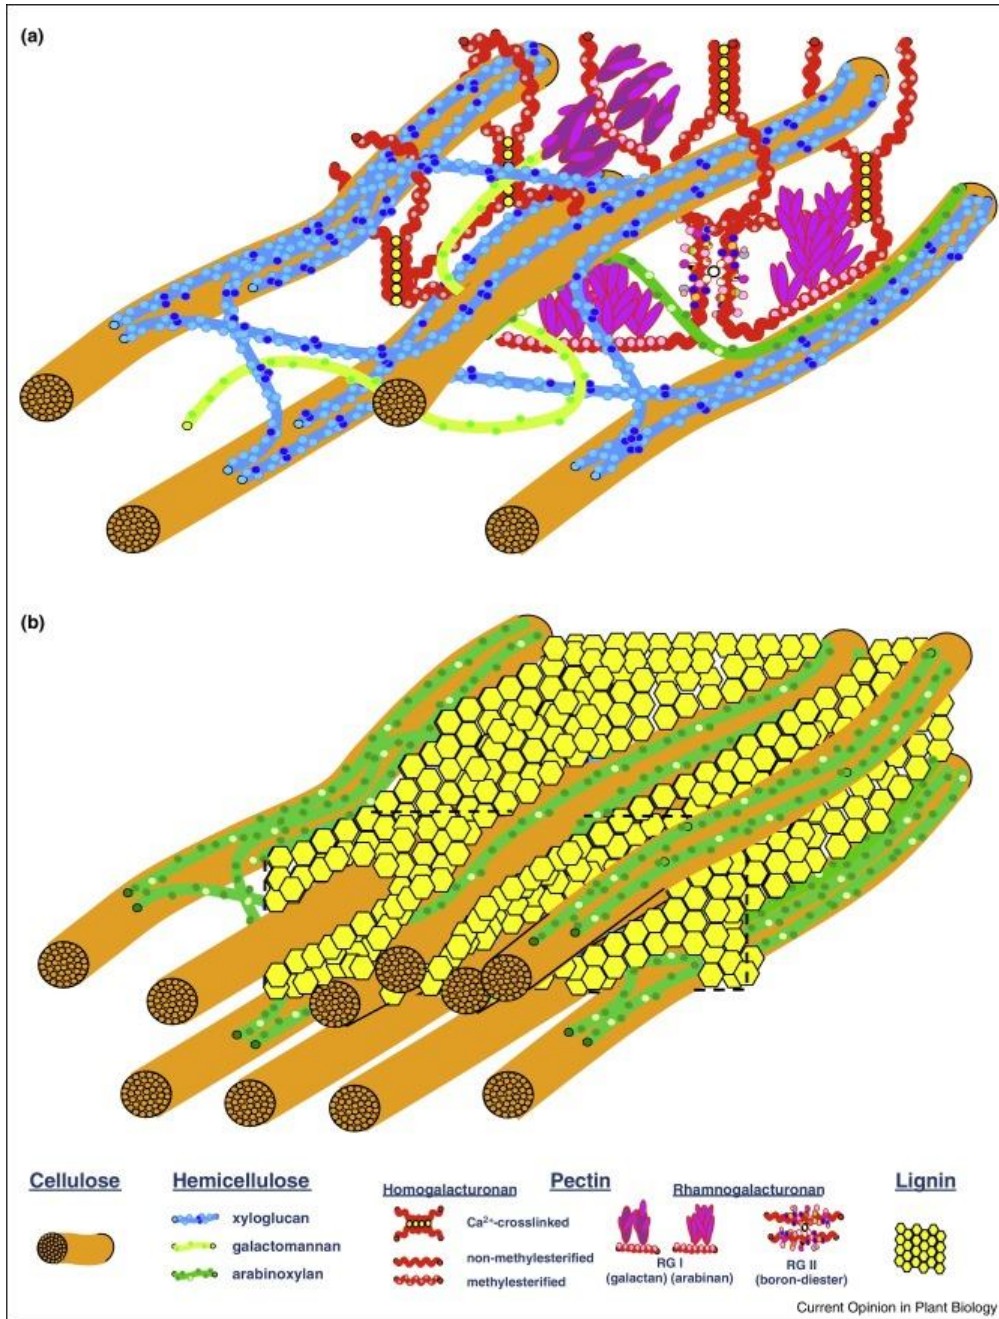 (a)
(b)
Cellulose
Hemicellulose
xyloglucan
galactomannan
arabinoxylan
Pectin
Homogalacturonan
Ca2+-crosslinked
non-methylesterified
methylesterified
Rhamnogalacturonan
RG I
(galactan) (arabinan)
RG II
(boron-diester)
Lignin
Current Opinion in Plant Biology